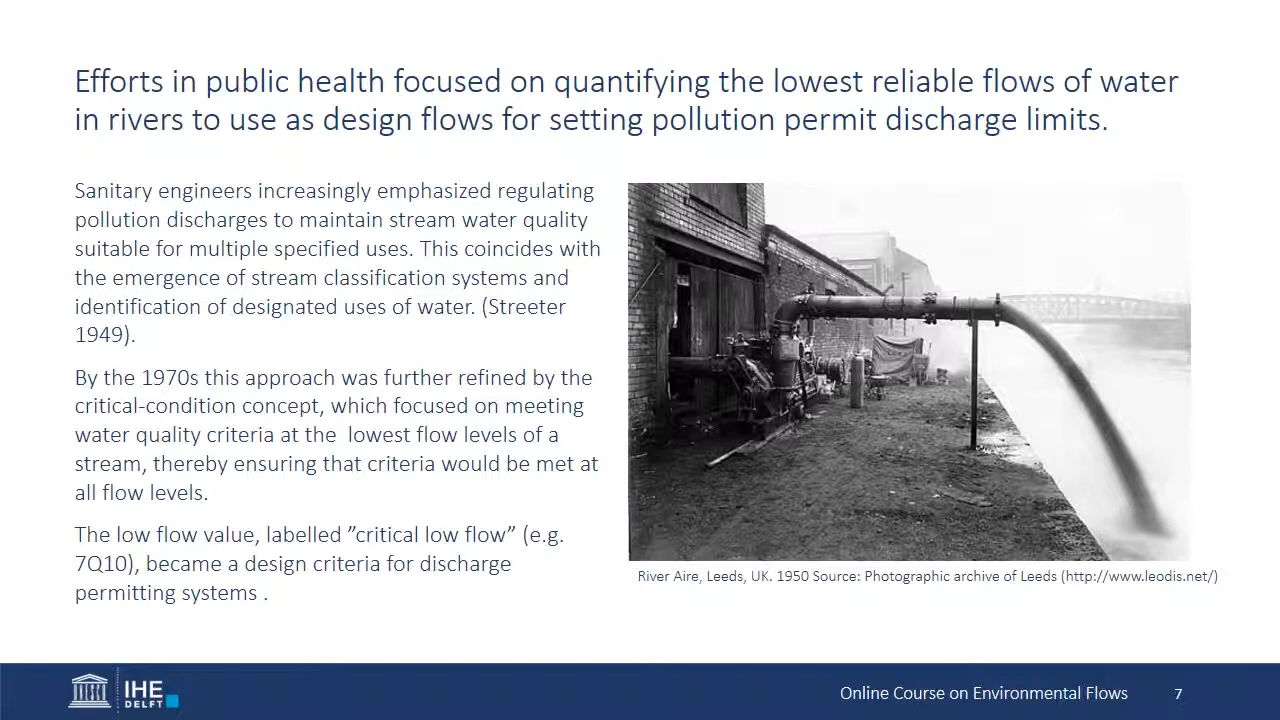 Efforts in public health focused on quantifying the lowest reliable flows of water
in rivers to use as design flows for setting pollution permit discharge limits.
Sanitary engineers increasingly emphasized regulating
pollution discharges to maintain stream water quality
suitable for multiple specified uses. This coincides with
the emergence of stream classification systems and
identification of designated uses of water. (Streeter
1949).
By the 1970s this approach was further refined by the
critical-condition concept, which focused on meeting
water quality criteria at the  lowest flow levels of a
stream, thereby ensuring that criteria would be met at
all flow levels.
The low flow value, labelled ”critical low flow” (e.g.
7Q10), became a design criteria for discharge
permitting systems .
River Aire, Leeds, UK. 1950 Source: Photographic archive of Leeds (http://www.leodis.net/)
IHE
DELFT
Online Course on Environmental Flows
7